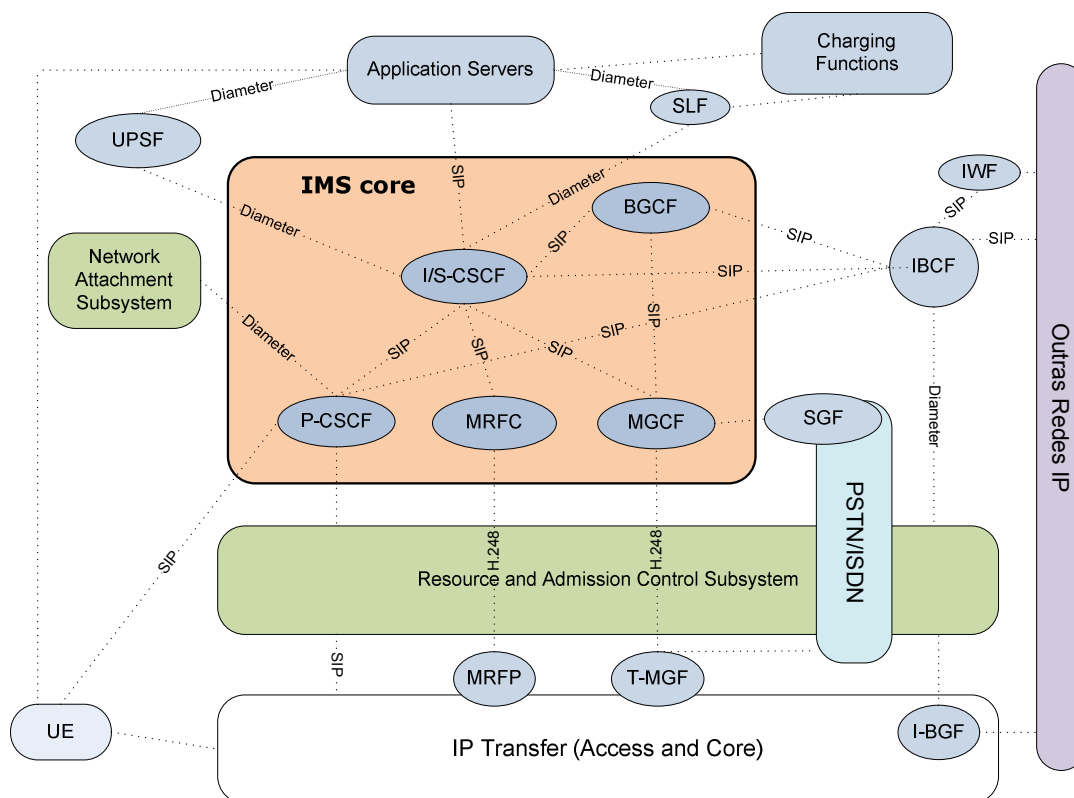 Application Servers
Charging
Functions
Diameter
Diameter
SLF
UPSF
IMS core
SIP
Diameter
BGCF
IWF
SIP
Diameter
SIP
SIP
SIP
Network
Attachment
Subsystem
I/S-CSCF
SIP
IBCF
SIP
Diameter
SIP
SIP
SIP
SIP
Outras Redes IP
P-CSCF
MRFC
MGCF
SGF
Diameter
PSTN/ISDN
SIP
H.248
H.248
Resource and Admission Control Subsystem
SIP
MRFP
T-MGF
UE
IP Transfer (Access and Core)
I-BGF